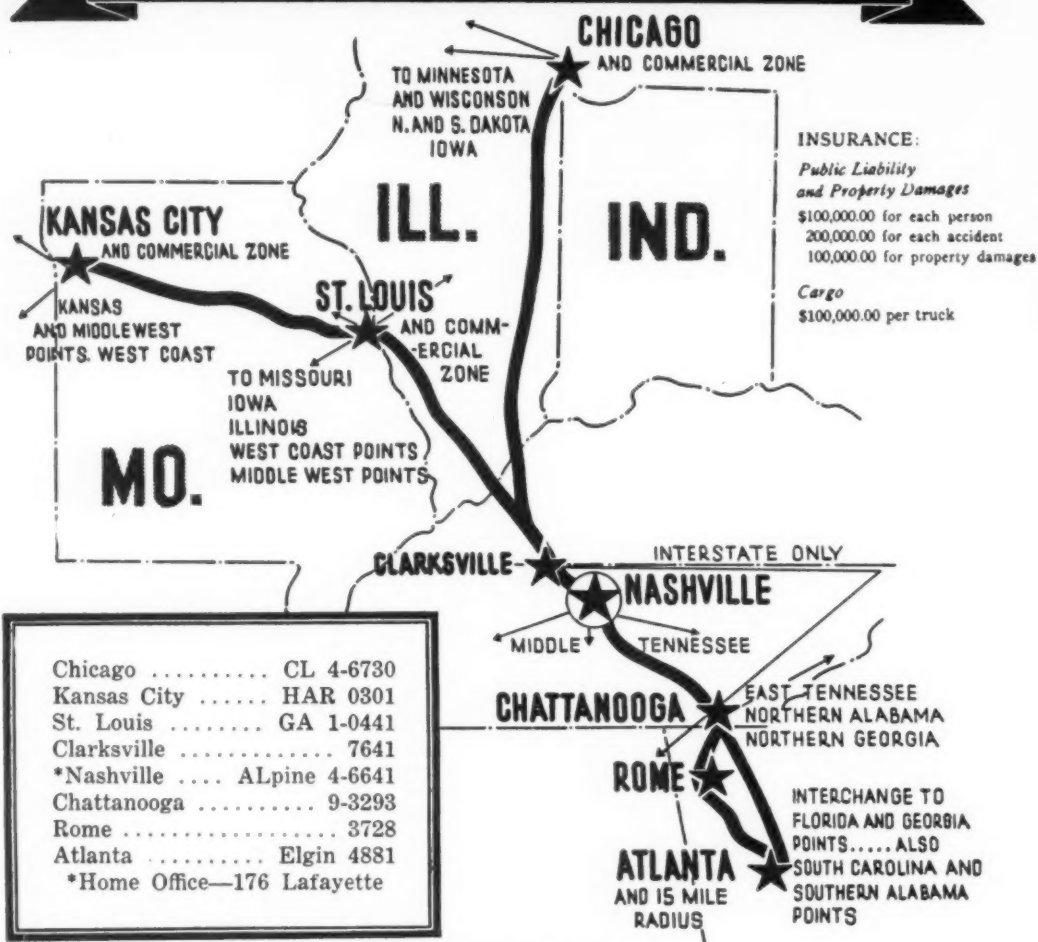 CHICAGO
AND COMMERCIAL ZONE
TO MINNESOTA
AND WISCONSON
N. AND S. DAKOTA
IOWA
ILL.
IND.
INSURANCE:
Public Liability
and Property Damages
$100,000.00 for each person
200,000.00 for each accident
100,000.00 for property damages
Cargo
$100,000.00 per truck
KANSAS CITY
AND COMMERCIAL ZONE
KANSAS
AND MIDDLEWEST
POINTS. WEST COAST
ST. LOUIS
AND COMM-
-ERCIAL
ZONE
TO MISSOURI
IOWA
ILLINOIS
WEST COAST POINTS
MIDDLE WEST POINTS
MO.
CLARKSVILLE
INTERSTATE ONLY
NASHVILLE
MIDDLE TENNESSEE
CHATTANOOGA
EAST TENNESSEE
NORTHERN ALABAMA
NORTHERN GEORGIA
ROME
ATLANTA
AND 15 MILE
RADIUS
INTERCHANGE TO
FLORIDA AND GEORGIA
POINTS.....ALSO
SOUTH CAROLINA AND
SOUTHERN ALABAMA
POINTS
Chicago .......... CL 4-6730
Kansas City ...... HAR 0301
St. Louis ........ GA 1-0441
Clarksville ............. 7641
*Nashville .... ALpine 4-6641
Chattanooga .......... 9-3293
Rome .................. 3728
Atlanta .......... Elgin 4881
*Home Office—176 Lafayette